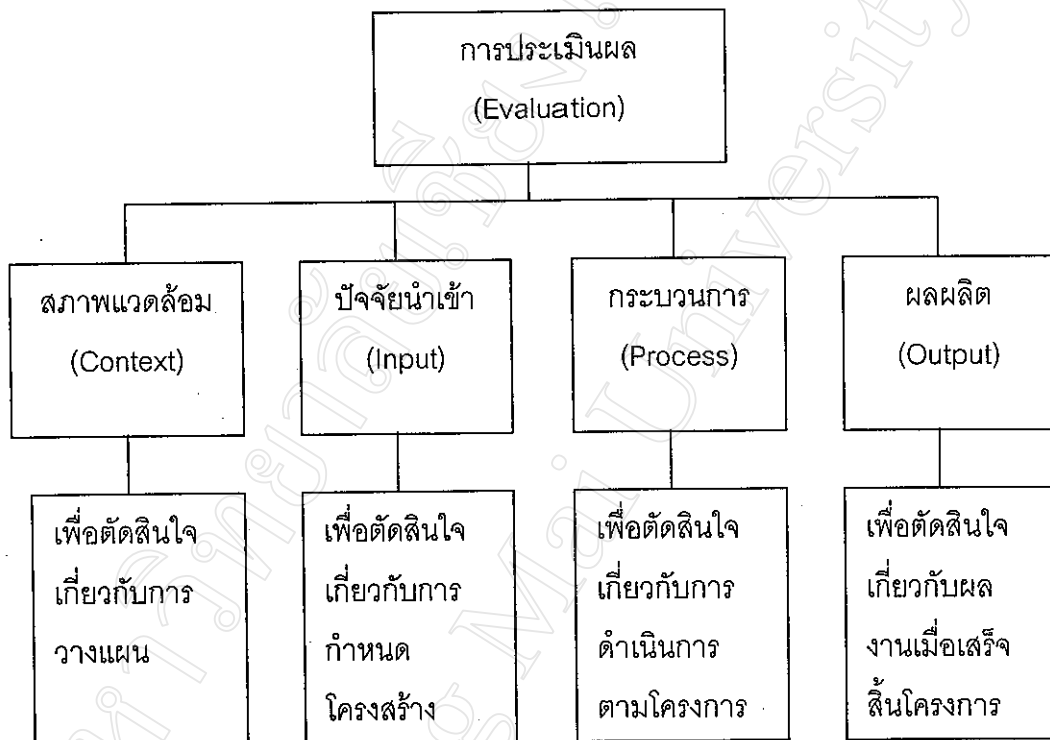 การประเมินผล
(Evaluation)
สภาพแวดล้อม
(Context)
ปัจจัยนำเข้า
(Input)
กระบวนการ
(Process)
ผลผลิต
(Output)
เพื่อตัดสินใจ
เกี่ยวกับการ
วางแผน
เพื่อตัดสินใจ
เกี่ยวกับการ
กำหนด
โครงสร้าง
เพื่อตัดสินใจ
เกี่ยวกับการ
ดำเนินการ
ตามโครงการ
เพื่อตัดสินใจ
เกี่ยวกับผล
งานเมื่อเสร็จ
สิ้นโครงการ
Mai University